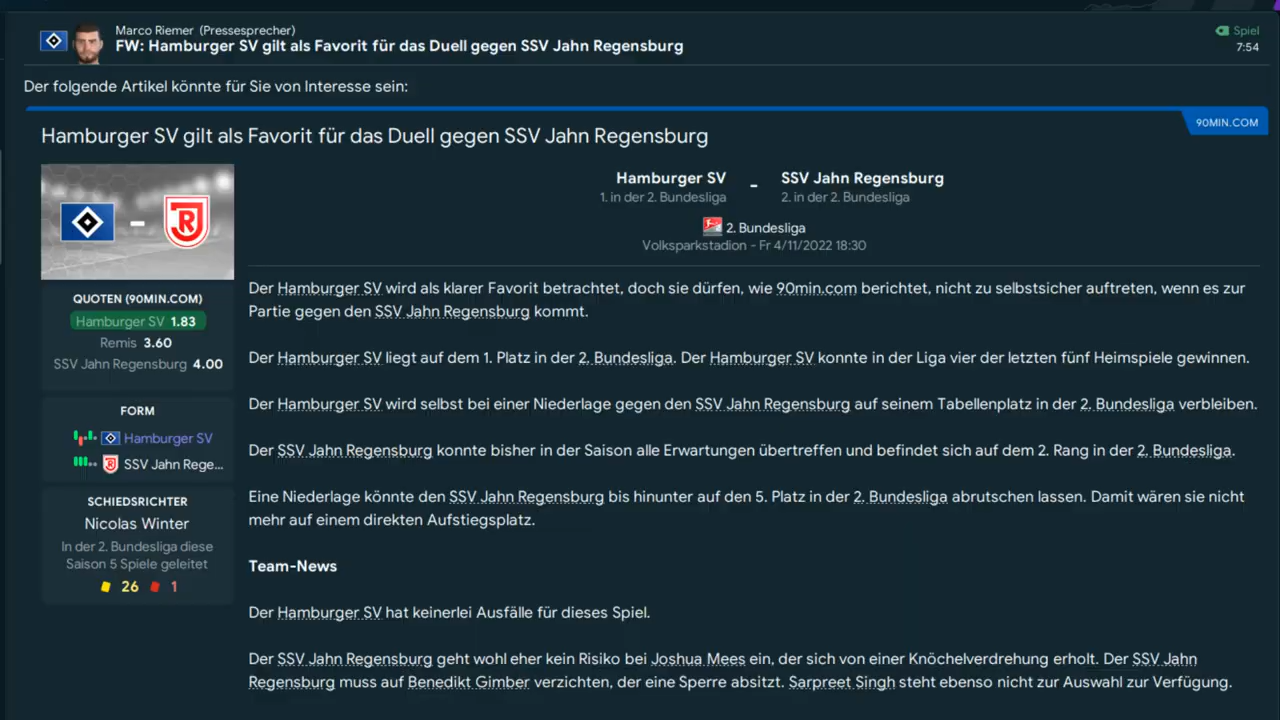 Marco Riemer (Pressesprecher)
FW: Hamburger SV gilt als Favorit für das Duell gegen SSV Jahn Regensburg
Spiel
7:54
Der folgende Artikel könnte für Sie von Interesse sein:
Hamburger SV gilt als Favorit für das Duell gegen SSV Jahn Regensburg
90MIN.COM
Hamburger SV - SSV Jahn Regensburg
1. in der 2. Bundesliga 2. in der 2. Bundesliga
2. Bundesliga
Volksparkstadion - Fr 4/11/2022 18:30
QUOTEN (90MIN.COM)
Hamburger SV 1.83
Remis 3.60
SSV Jahn Regensburg 4.00
FORM
Hamburger SV
SSV Jahn Rege...
SCHIEDSRICHTER
Nicolas Winter
In der 2. Bundesliga diese
Saison 5 Spiele geleitet
26 1
Der Hamburger SV wird als klarer Favorit betrachtet, doch sie dürfen, wie 90min.com berichtet, nicht zu selbstsicher auftreten, wenn es zur
Partie gegen den SSV Jahn Regensburg kommt.
Der Hamburger SV liegt auf dem 1. Platz in der 2. Bundesliga. Der Hamburger SV konnte in der Liga vier der letzten fünf Heimspiele gewinnen.
Der Hamburger SV wird selbst bei einer Niederlage gegen den SSV Jahn Regensburg auf seinem Tabellenplatz in der 2. Bundesliga verbleiben.
Der SSV Jahn Regensburg konnte bisher in der Saison alle Erwartungen übertreffen und befindet sich auf dem 2. Rang in der 2. Bundesliga.
Eine Niederlage könnte den SSV Jahn Regensburg bis hinunter auf den 5. Platz in der 2. Bundesliga abrutschen lassen. Damit wären sie nicht
mehr auf einem direkten Aufstiegsplatz.
Team-News
Der Hamburger SV hat keinerlei Ausfälle für dieses Spiel.
Der SSV Jahn Regensburg geht wohl eher kein Risiko bei Joshua Mees ein, der sich von einer Knöchelverdrehung erholt. Der SSV Jahn
Regensburg muss auf Benedikt Gimber verzichten, der eine Sperre absitzt. Sarpreet Singh steht ebenso nicht zur Auswahl zur Verfügung.